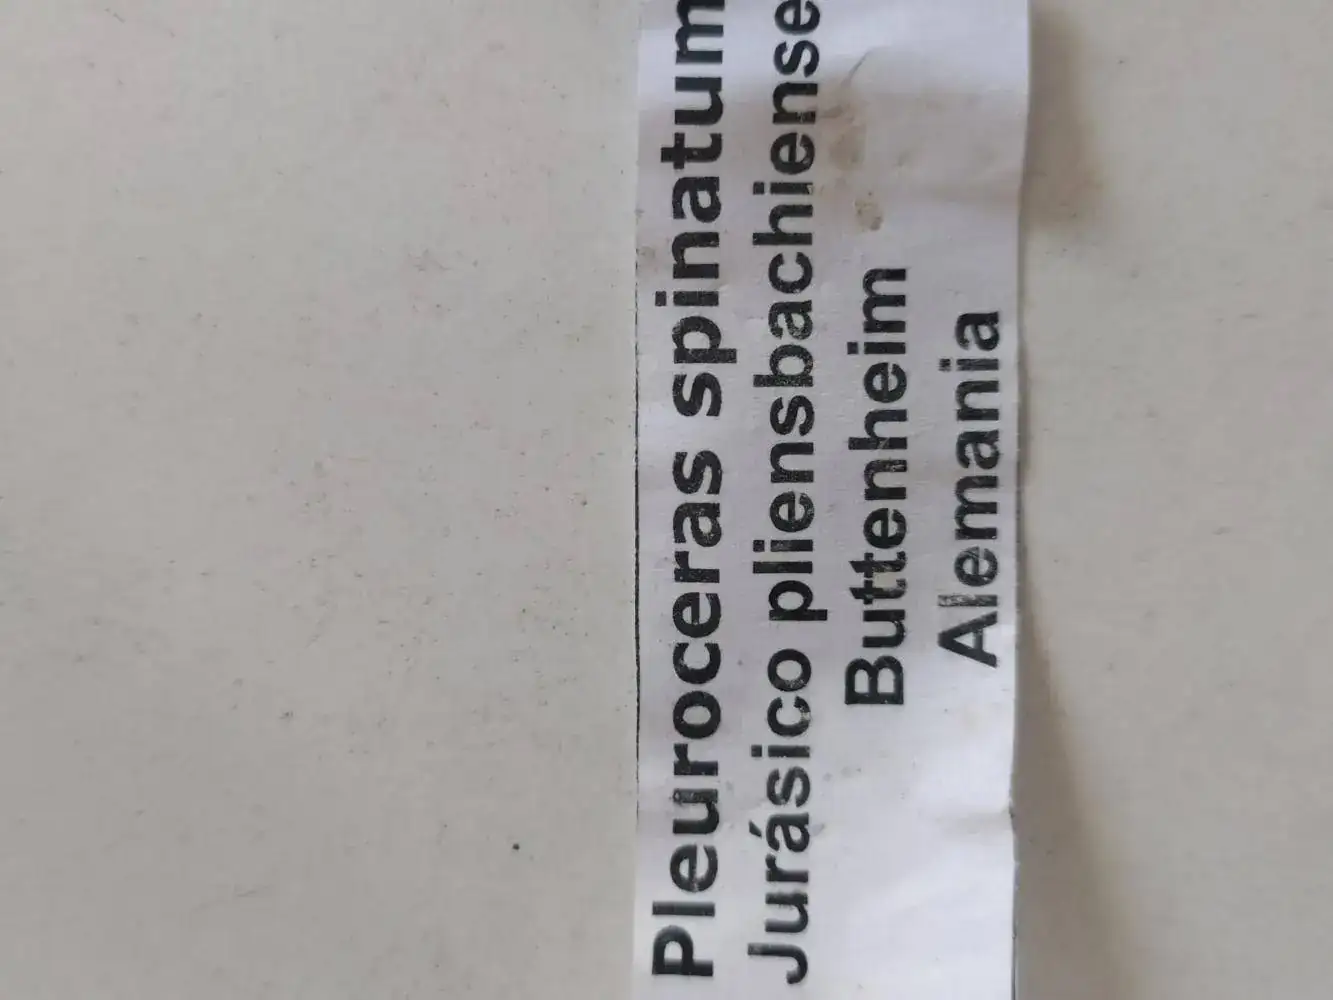 Pleuroceras spinatum
Jurásico pliensbachiense
Buttenheim
Alemania